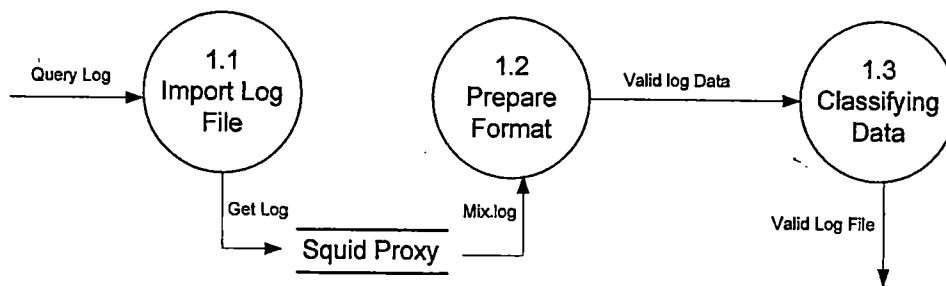 Query Log
1.1
Import Log
File
Get Log
Squid Proxy
Mix.log
1.2
Prepare
Format
Valid log Data
1.3
Classifying
Data
Valid Log File